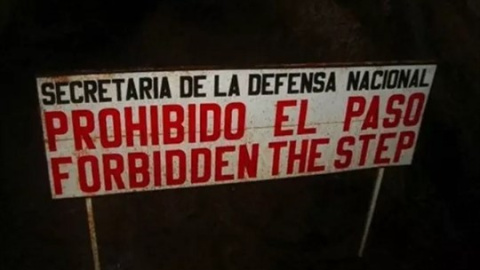 SECRETARIA DE LA DEFENSA NACIONAL
PROHIBIDO EL PASO
FORBIDDEN THE STEP